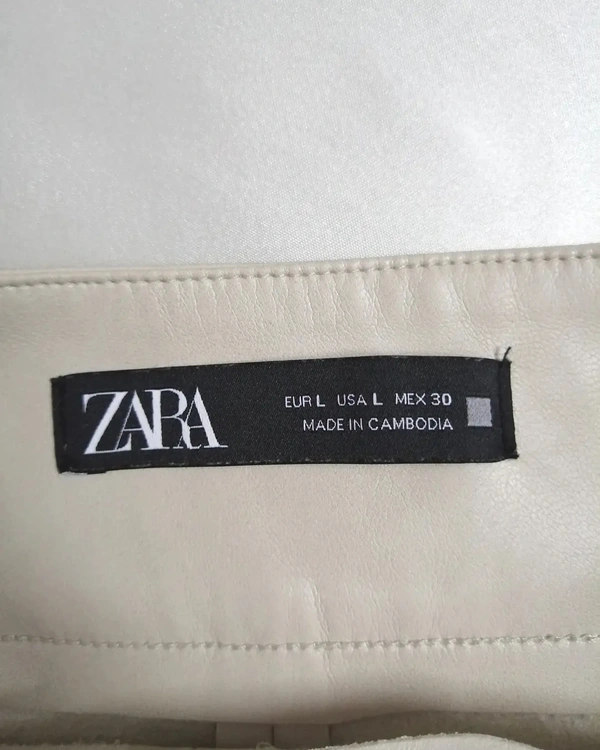 ZARA
EUR L USA L MEX 30
MADE IN CAMBODIA